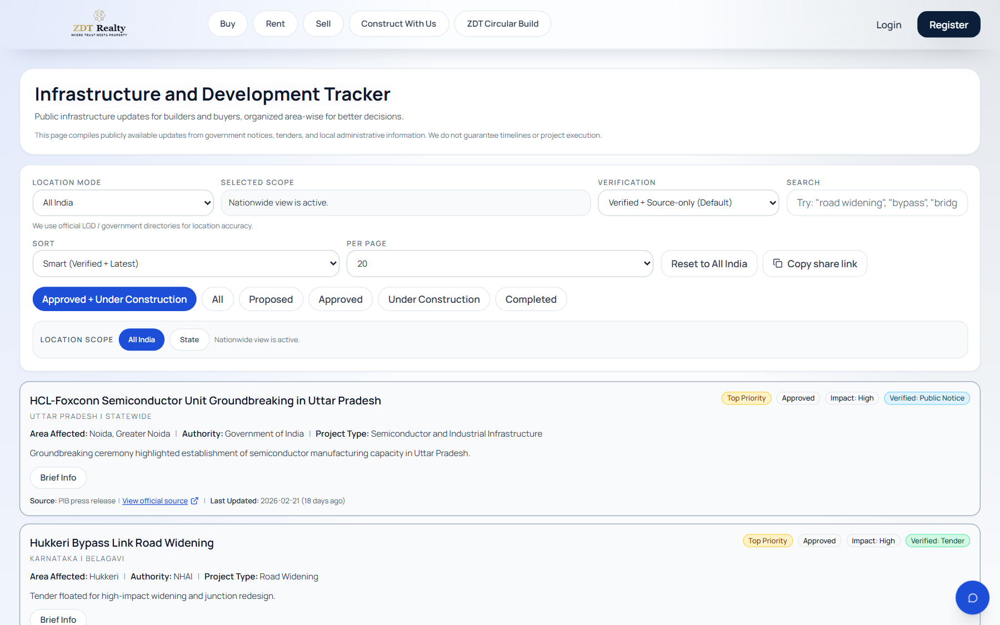 ZDT Realty
WHERE TRUST MEETS PROPERTY
Buy
Rent
Sell
Construct With Us
ZDT Circular Build
Login
Register
Infrastructure and Development Tracker
Public infrastructure updates for builders and buyers, organized area-wise for better decisions.
This page compiles publicly available updates from government notices, tenders, and local administrative information. We do not guarantee timelines or project execution.
LOCATION MODE
SELECTED SCOPE
VERIFICATION
SEARCH
All India
Nationwide view is active.
Verified + Source-only (Default)
Try: "road widening", "bypass", "bridg
We use official LGD / government directories for location accuracy.
SORT
PER PAGE
Smart (Verified + Latest)
20
Reset to All India
Copy share link
Approved + Under Construction
All
Proposed
Approved
Under Construction
Completed
LOCATION SCOPE
All India
State
Nationwide view is active.
HCL-Foxconn Semiconductor Unit Groundbreaking in Uttar Pradesh
Top Priority
Approved
Impact: High
Verified: Public Notice
UTTAR PRADESH | STATEWIDE
Area Affected: Noida, Greater Noida | Authority: Government of India | Project Type: Semiconductor and Industrial Infrastructure
Groundbreaking ceremony highlighted establishment of semiconductor manufacturing capacity in Uttar Pradesh.
Brief Info
Source: PIB press release | View official source | Last Updated: 2026-02-21 (18 days ago)
Hukkeri Bypass Link Road Widening
Top Priority
Approved
Impact: High
Verified: Tender
KARNATAKA | BELAGAVI
Area Affected: Hukkeri | Authority: NHAI | Project Type: Road Widening
Tender floated for high-impact widening and junction redesign.
Brief Info